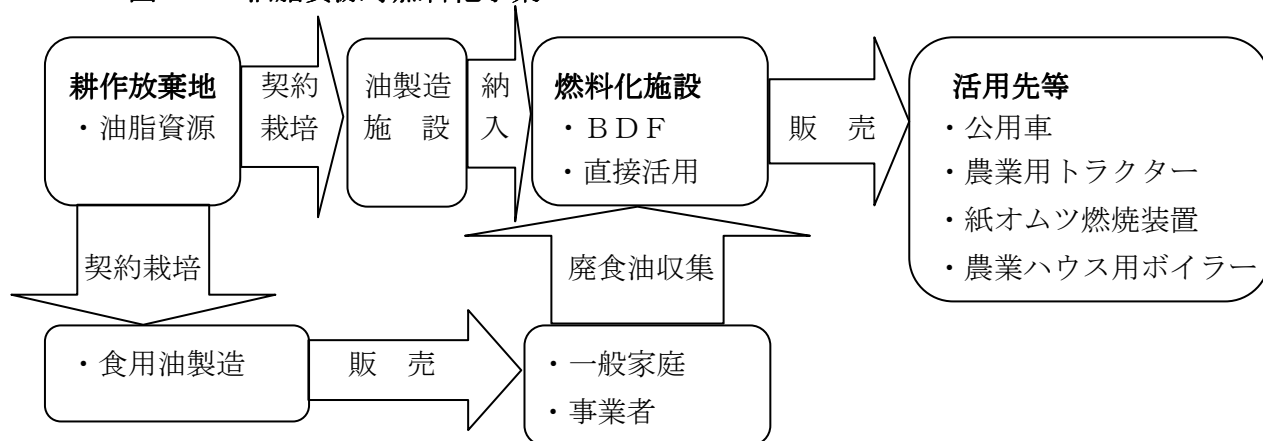 耕作放棄地
・油脂資源
契約
栽培
油製造
施　設
納
入
燃料化施設
・ＢＤＦ
・直接活用
販　売
活用先等
・公用車
・農業用トラクター
・紙オムツ燃焼装置
・農業ハウス用ボイラー
契約栽培
廃食油収集
・食用油製造
販　売
・一般家庭
・事業者